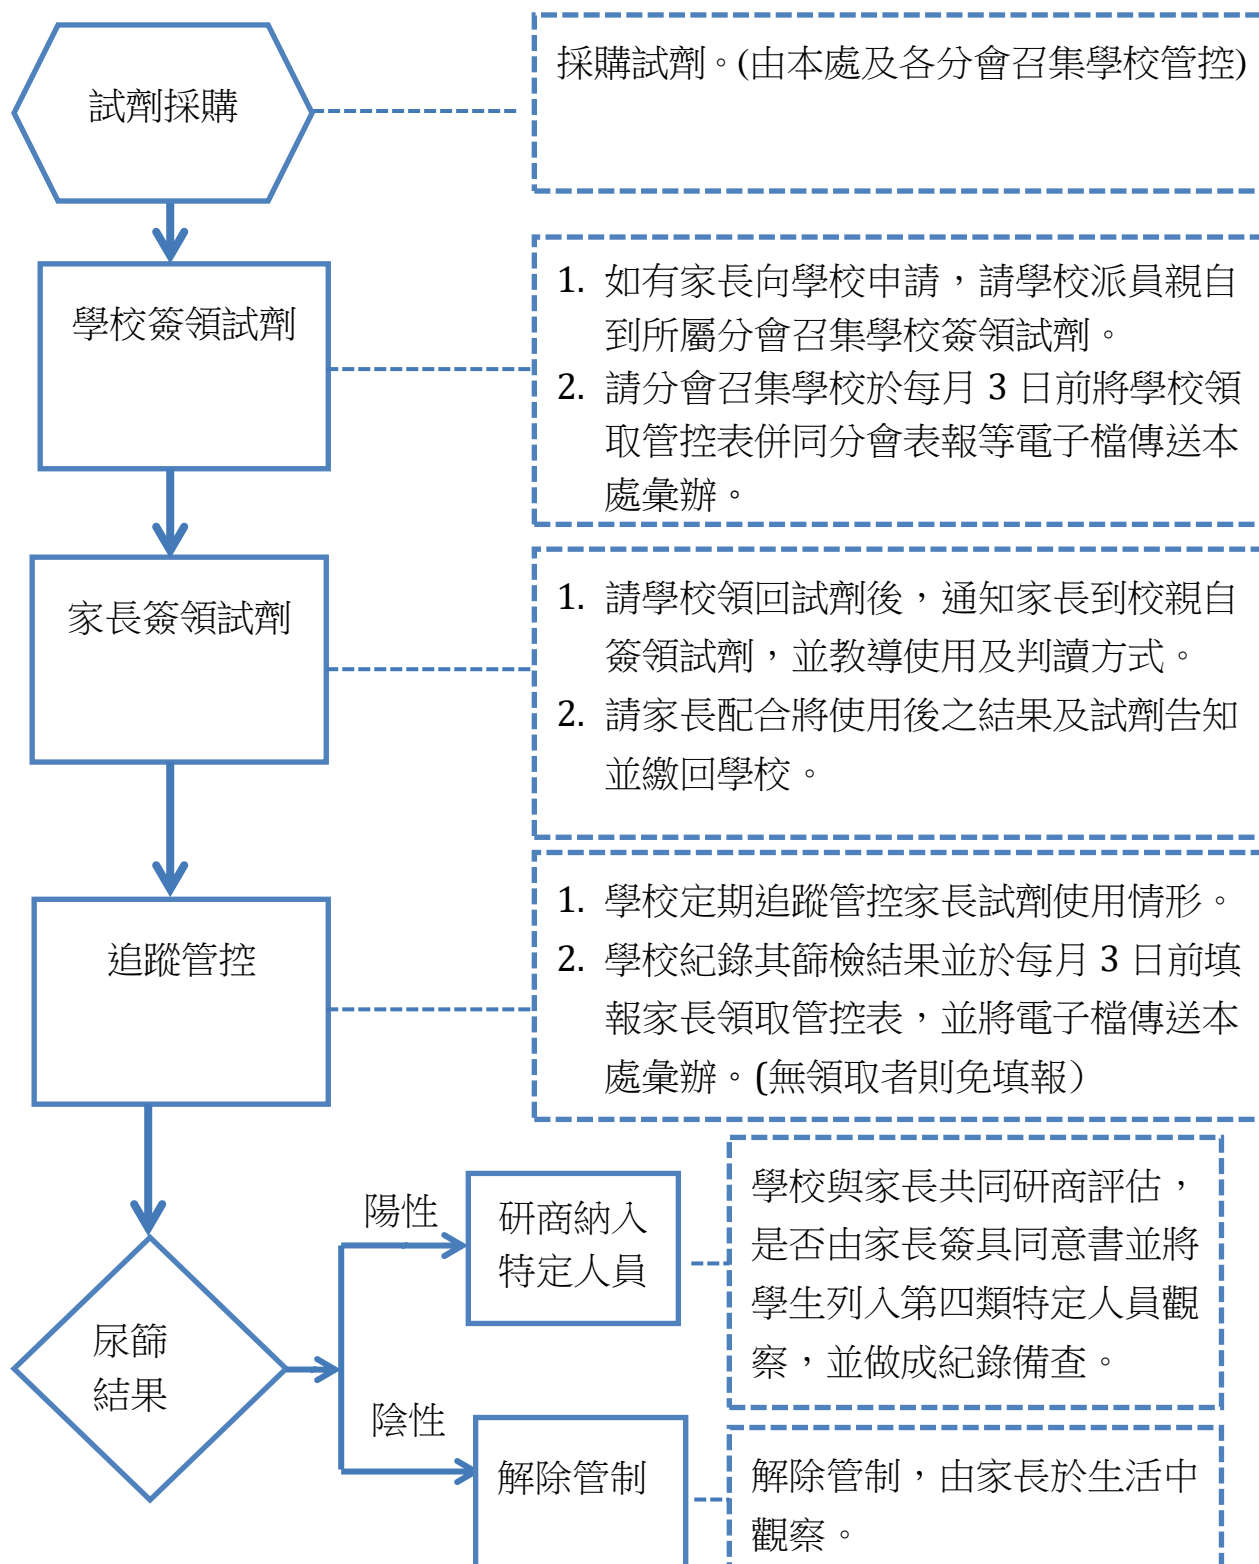 試劑採購
採購試劑。(由本處及各分會召集學校管控)
學校簽領試劑
1. 如有家長向學校申請，請學校派員親自
到所屬分會召集學校簽領試劑。
2. 請分會召集學校於每月 3 日前將學校領
取管控表併同分會表報等電子檔傳送本
處彙辦。
家長簽領試劑
1. 請學校領回試劑後，通知家長到校親自
簽領試劑，並教導使用及判讀方式。
2. 請家長配合將使用後之結果及試劑告知
並繳回學校。
追蹤管控
1. 學校定期追蹤管控家長試劑使用情形。
2. 學校紀錄其篩檢結果並於每月 3 日前填
報家長領取管控表，並將電子檔傳送本
處彙辦。(無領取者則免填報）
尿篩
結果
陽性
研商納入
特定人員
學校與家長共同研商評估，
是否由家長簽具同意書並將
學生列入第四類特定人員觀
察，並做成紀錄備查。
陰性
解除管制
解除管制，由家長於生活中
觀察。